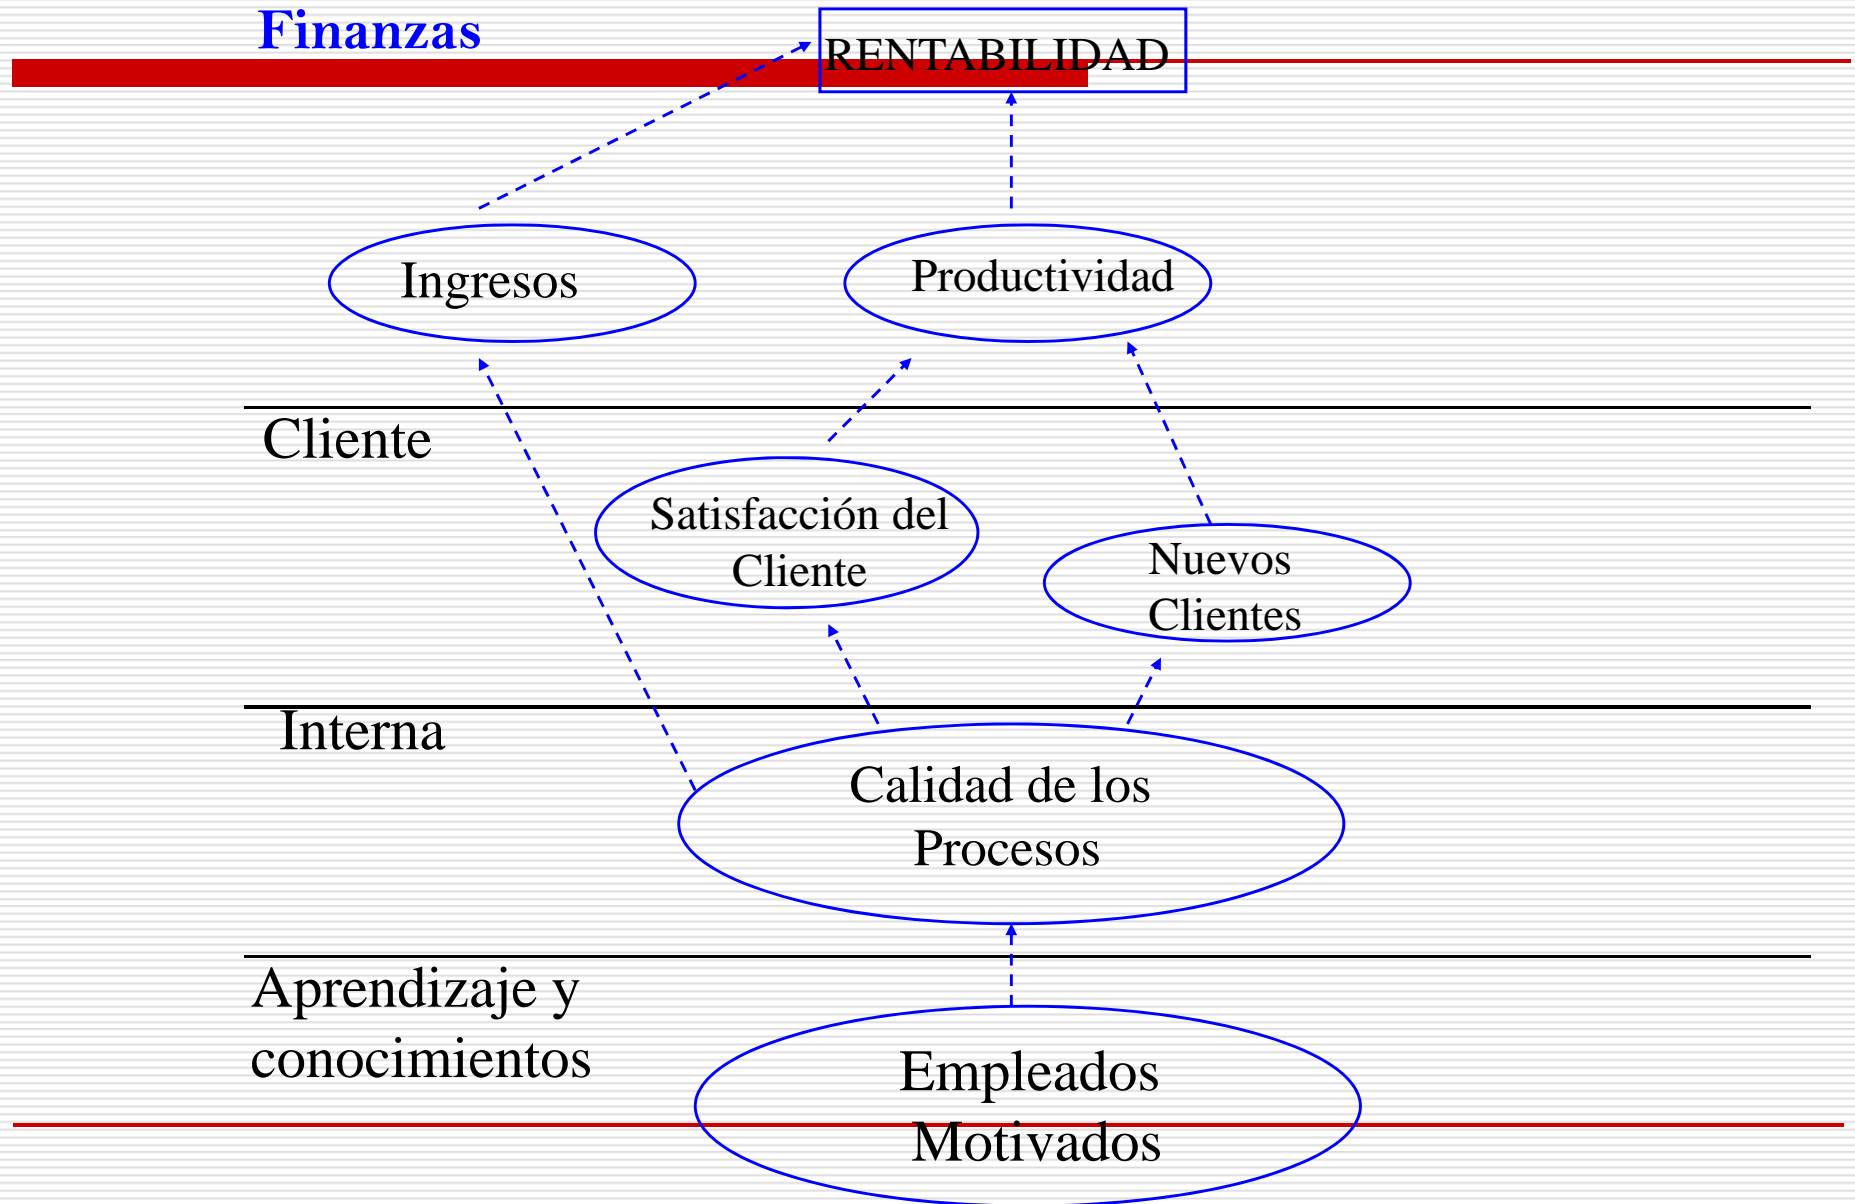 Finanzas
RENTABILIDAD
Ingresos
Productividad
Cliente
Satisfacción del
Cliente
Nuevos
Clientes
Interna
Calidad de los
Procesos
Aprendizaje y
conocimientos
Empleados
Motivados